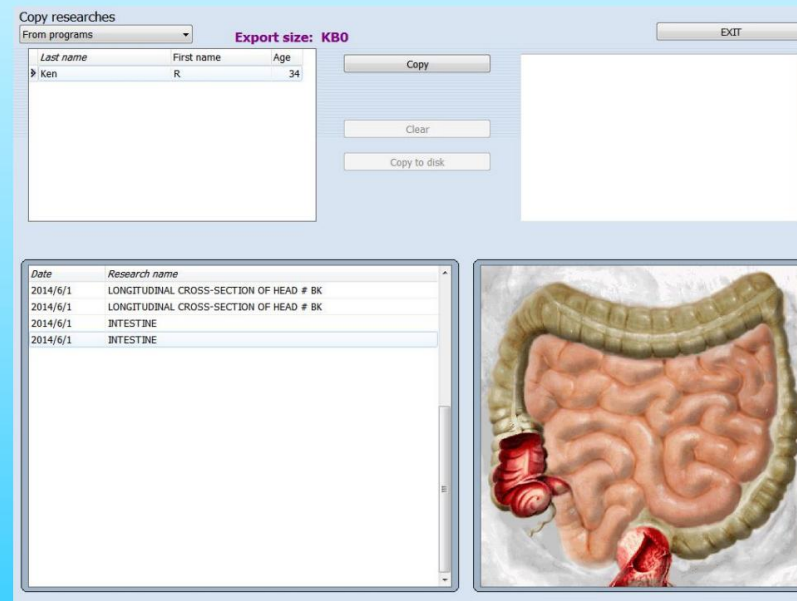 Copy researches
From programs
Export size: KB0
EXIT
Last name First name Age
Ken R 34
Copy
Clear
Copy to disk
Date Research name
2014/6/1 LONGITUDINAL CROSS-SECTION OF HEAD # BK
2014/6/1 LONGITUDINAL CROSS-SECTION OF HEAD # BK
2014/6/1 INTESTINE
2014/6/1 INTESTINE